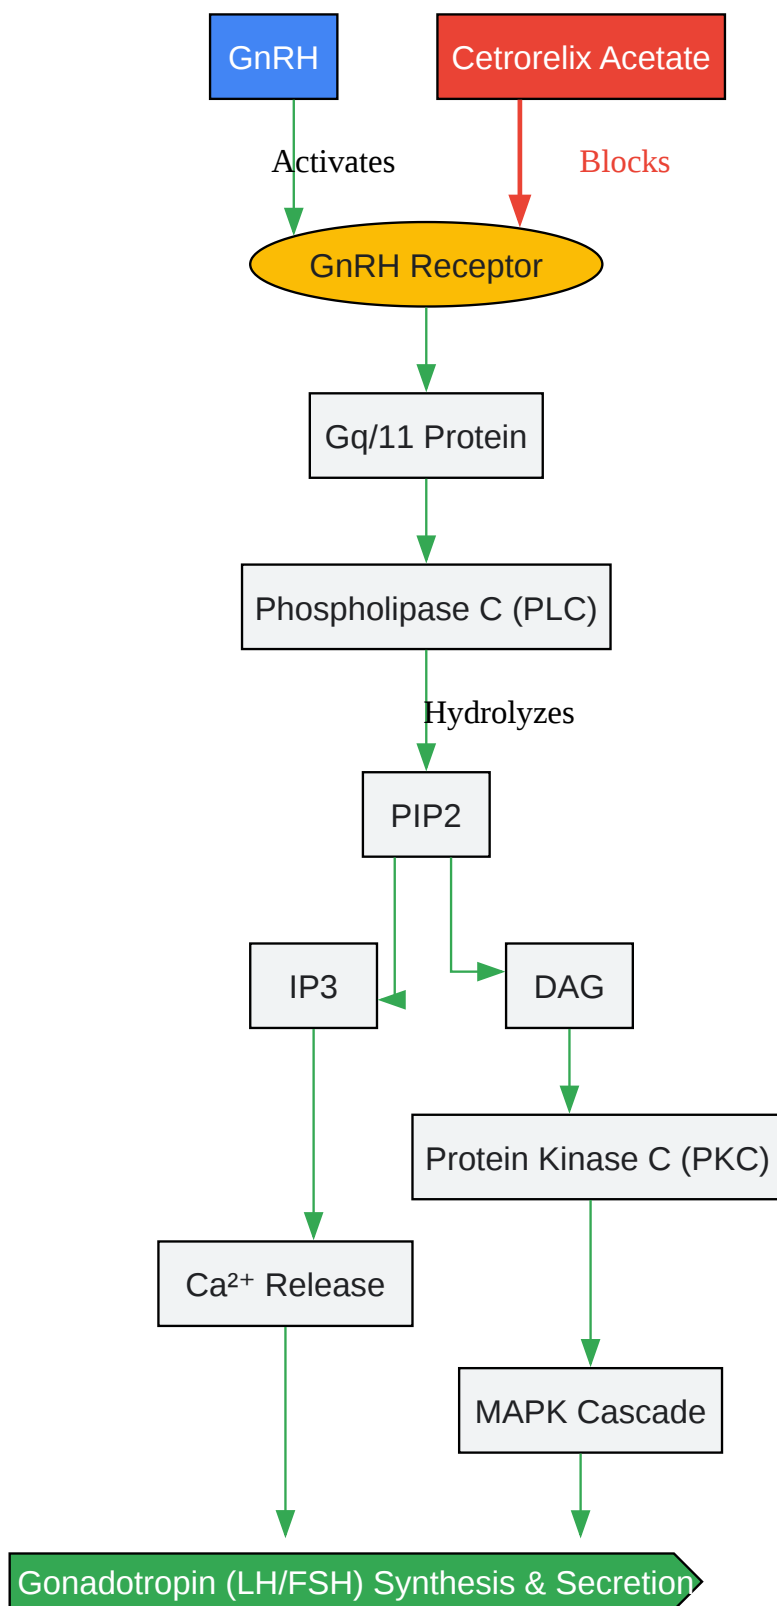 GnRH
Cetrorelix Acetate
Activates
Blocks
GnRH Receptor
Gq/11 Protein
Phospholipase C (PLC)
Hydrolyzes
PIP2
IP3
DAG
Protein Kinase C (PKC)
Ca²⁺ Release
MAPK Cascade
Gonadotropin (LH/FSH) Synthesis & Secretion